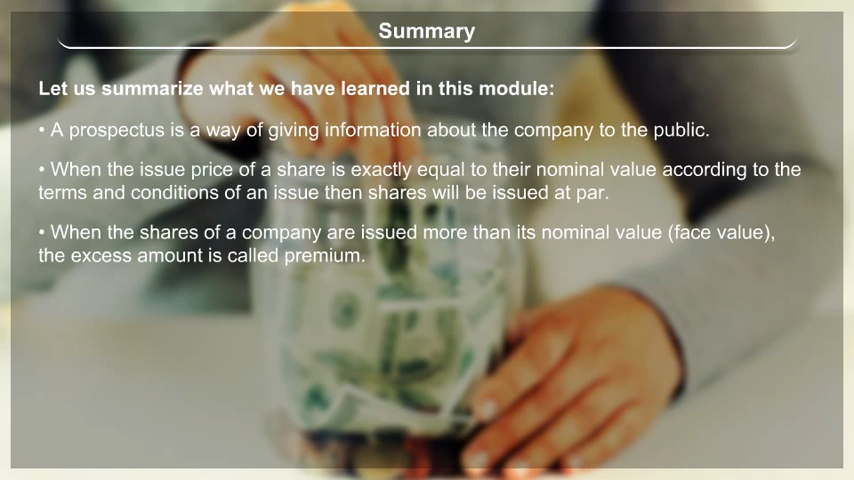 Summary
Let us summarize what we have learned in this module:
• A prospectus is a way of giving information about the company to the public.
• When the issue price of a share is exactly equal to their nominal value according to the
terms and conditions of an issue then shares will be issued at par.
• When the shares of a company are issued more than its nominal value (face value),
the excess amount is called premium.